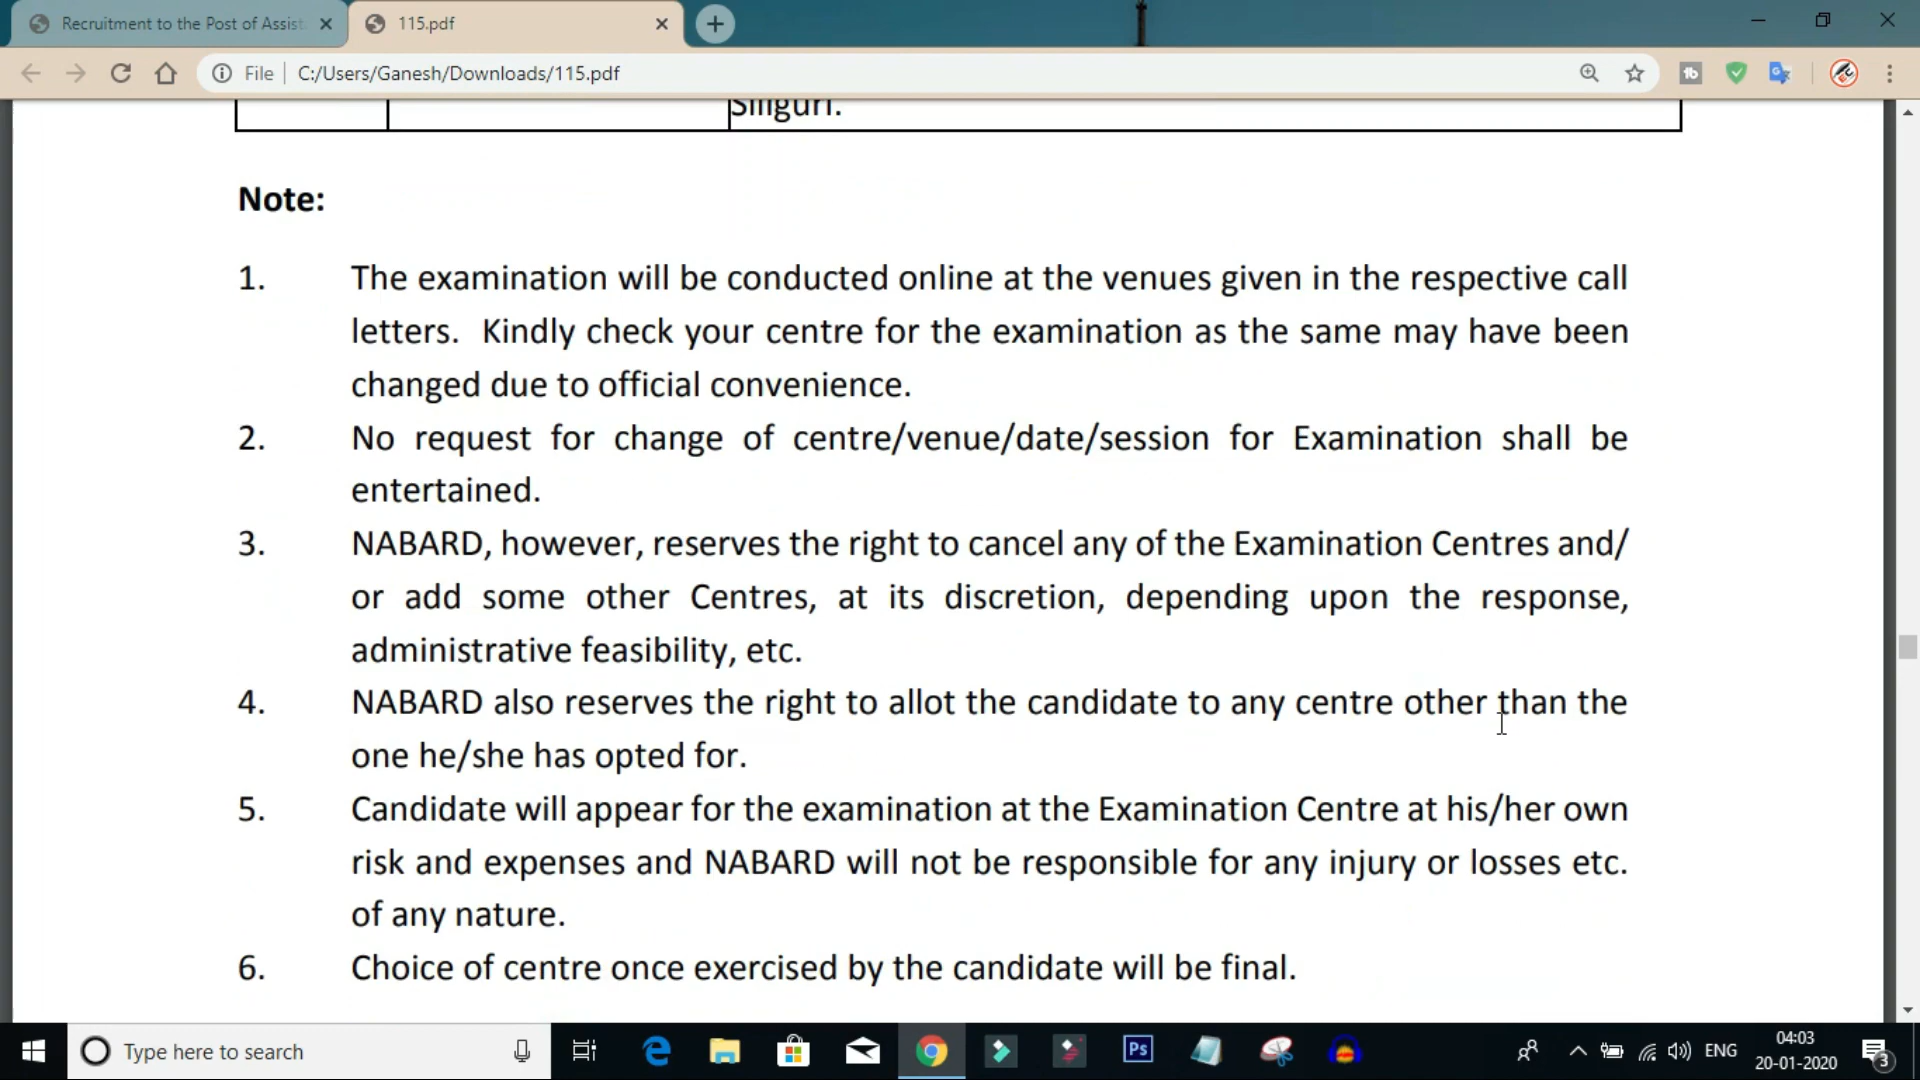 Recruitment to the Post of Assist
115.pdf
File
C:/Users/Ganesh/Downloads/115.pdf
Siliguri.
Note:
1. The examination will be conducted online at the venues given in the respective call
letters. Kindly check your centre for the examination as the same may have been
changed due to official convenience.
2. No request for change of centre/venue/date/session for Examination shall be
entertained.
3. NABARD, however, reserves the right to cancel any of the Examination Centres and/
or add some other Centres, at its discretion, depending upon the response,
administrative feasibility, etc.
4. NABARD also reserves the right to allot the candidate to any centre other than the
one he/she has opted for.
5. Candidate will appear for the examination at the Examination Centre at his/her own
risk and expenses and NABARD will not be responsible for any injury or losses etc.
of any nature.
6. Choice of centre once exercised by the candidate will be final.
Type here to search
Ps
ENG
04:03
20-01-2020
3